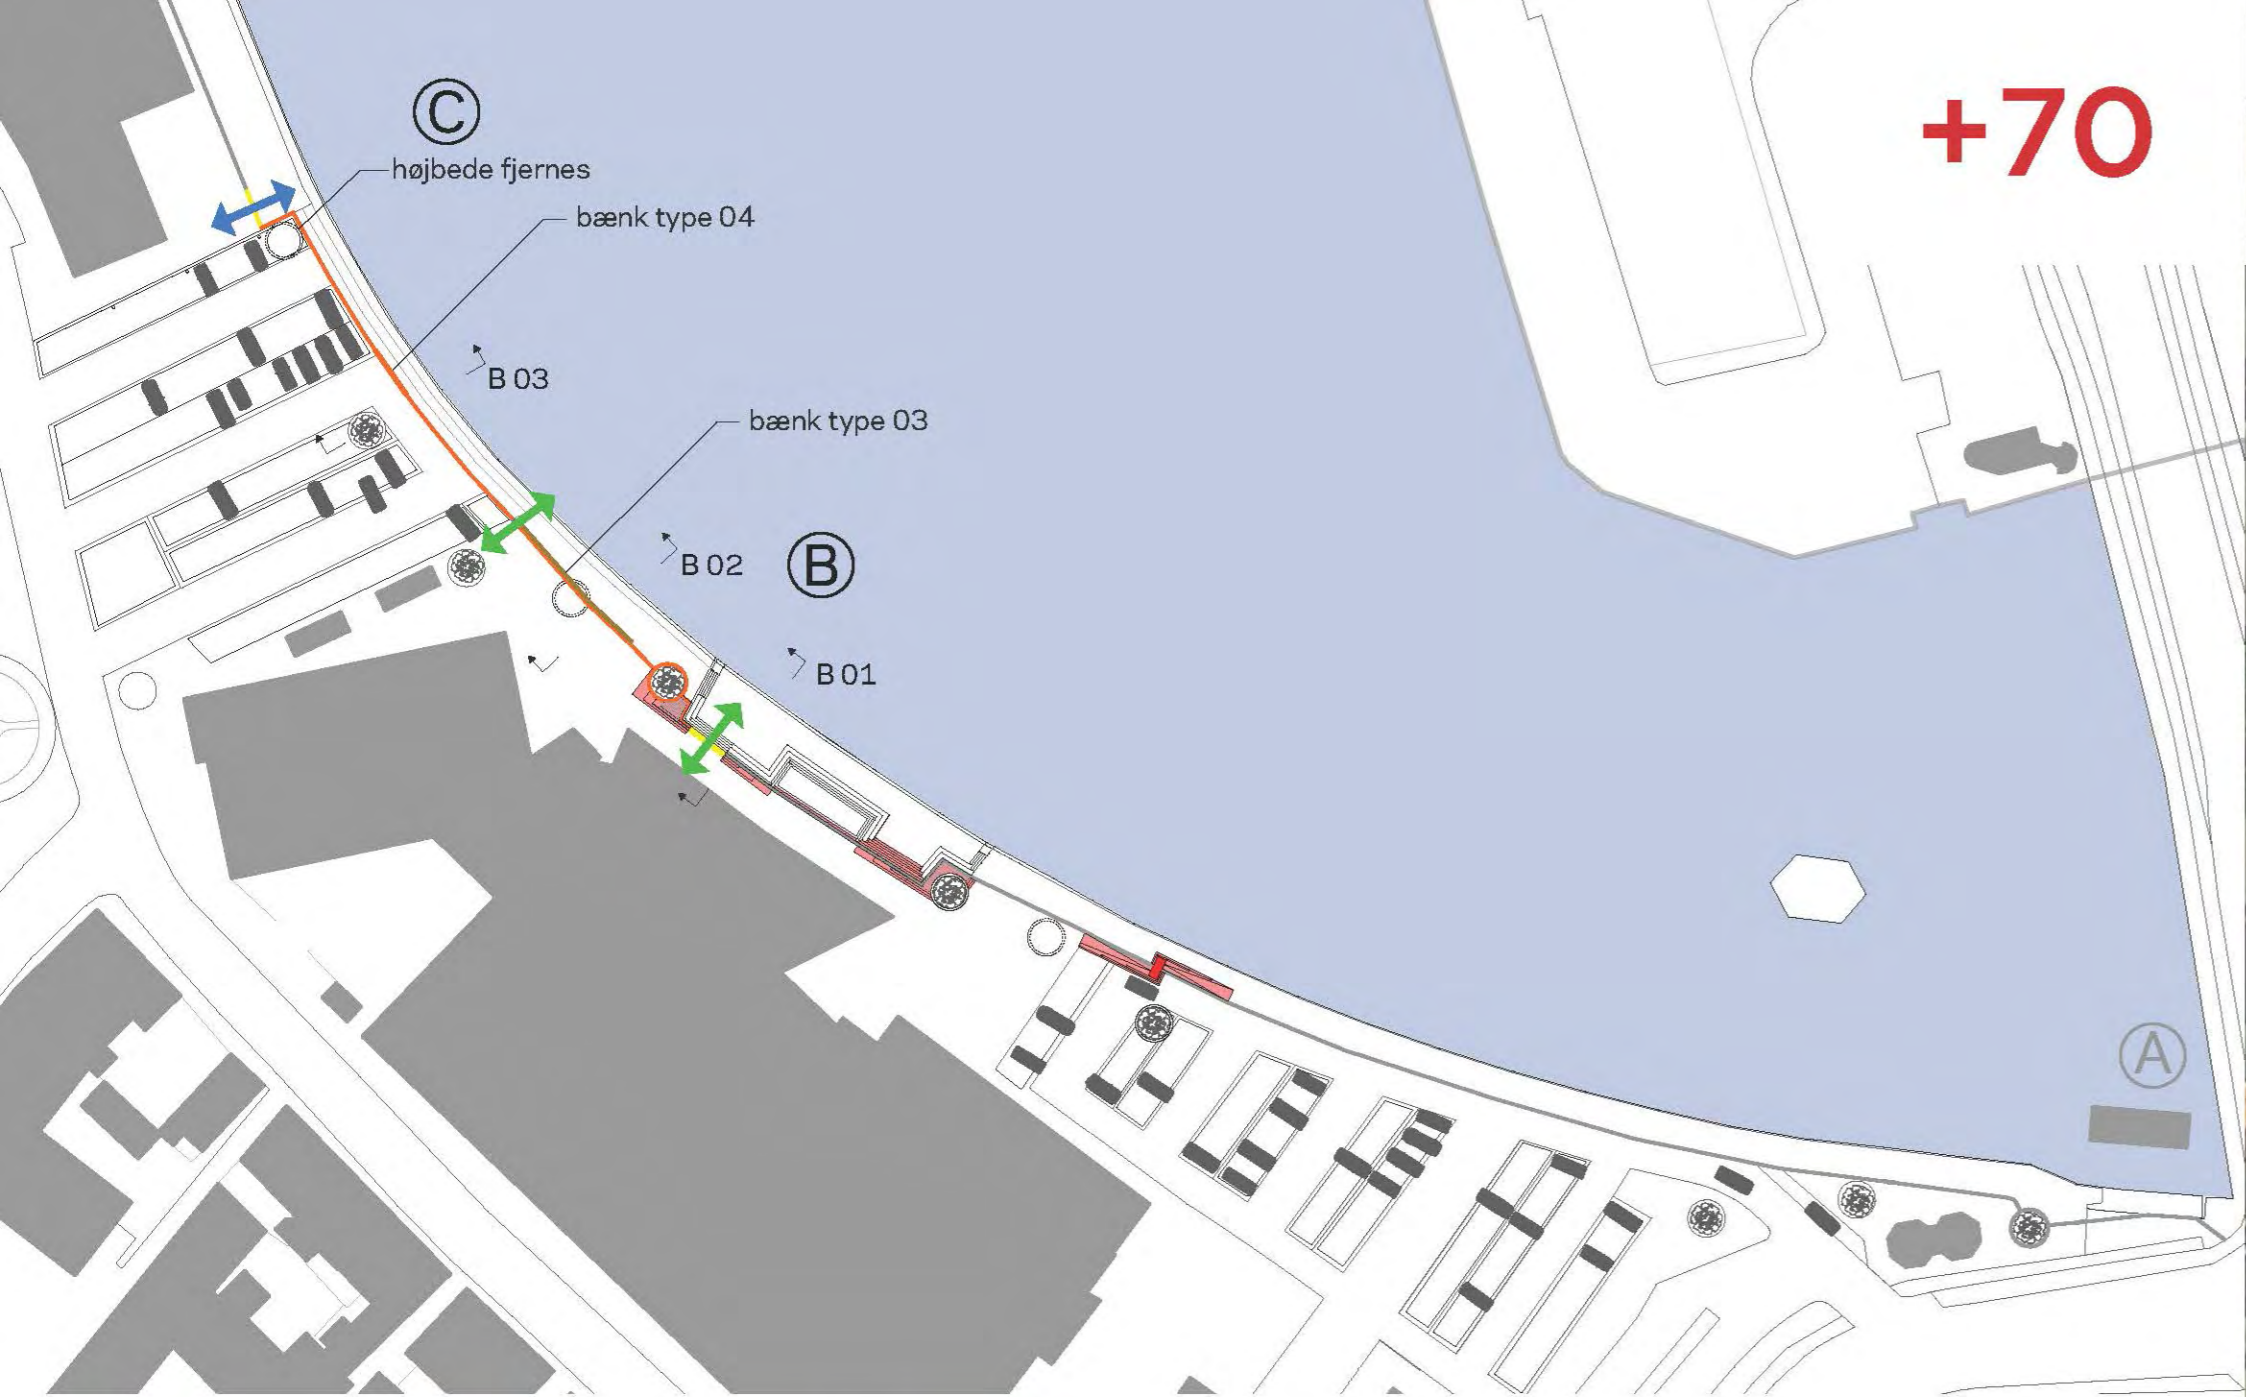 +70
C
højbede fjernes
bænk type 04
B 03
bænk type 03
B 02
B
B 01
A